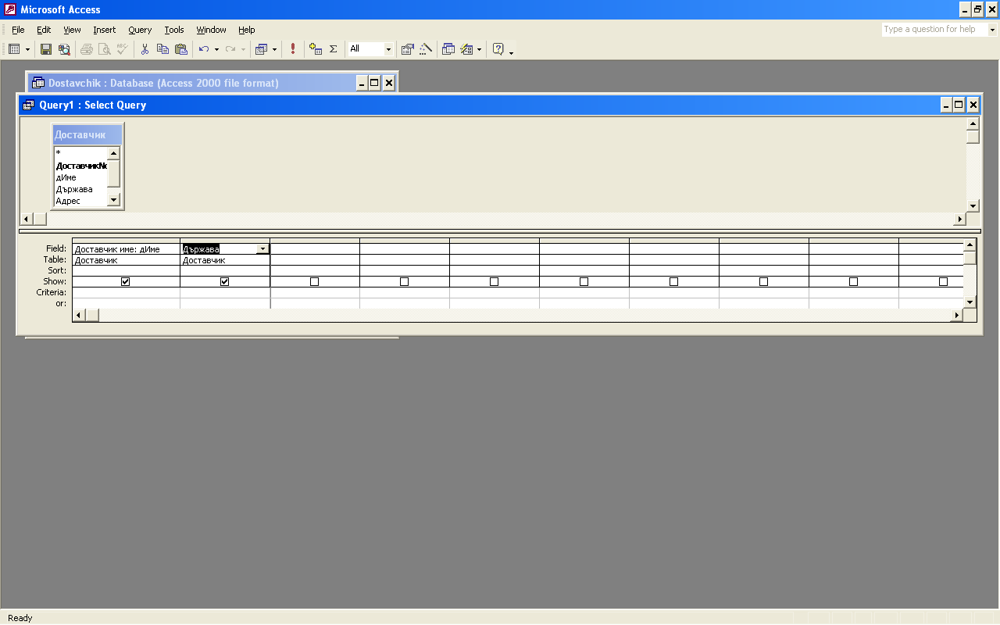 Microsoft Access
File Edit View Insert Query Tools Window Help
Type a question for help
ABC All
Dostavchik : Database (Access 2000 file format)
Query1 : Select Query
Доставчик
*
Доставчик№
дИме
Държава
Адрес
Field: Доставчик име: дИме Държава
Table: Доставчик Доставчик
Sort:
Show:
Criteria:
or:
Ready